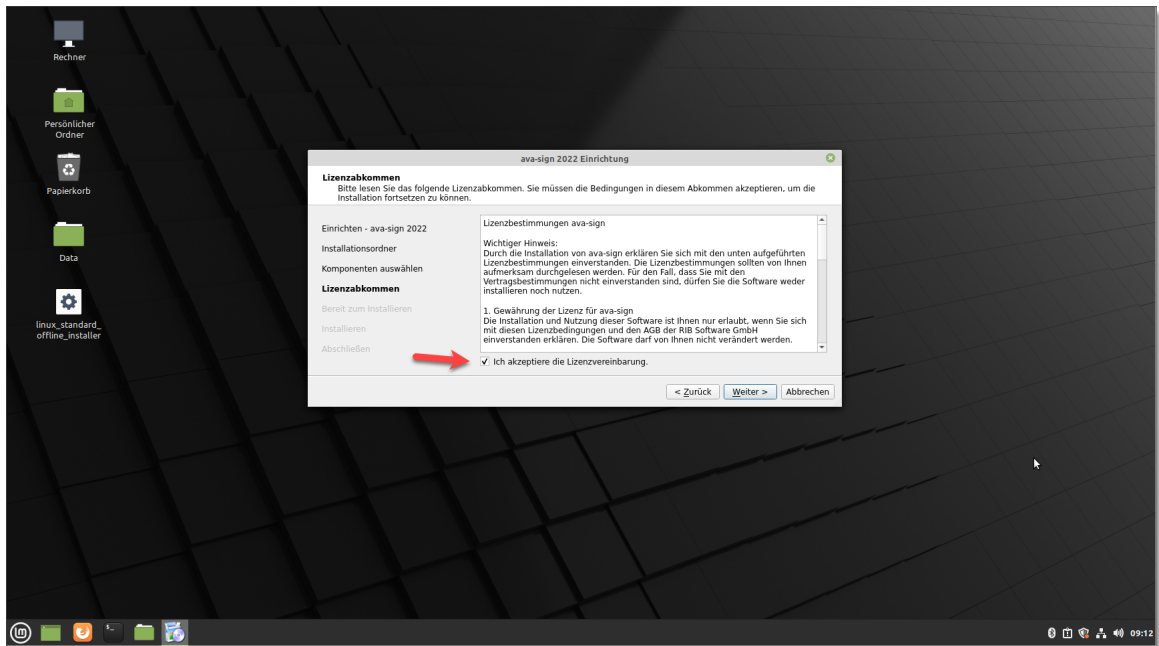 Rechner
Persönlicher
Ordner
Papierkorb
Data
linux_standard_
offline_installer
ava-sign 2022 Einrichtung
Lizenzabkommen
Bitte lesen Sie das folgende Lizenzabkommen. Sie müssen die Bedingungen in diesem Abkommen akzeptieren, um die
Installation fortsetzen zu können.
Einrichten - ava-sign 2022
Installationsordner
Komponenten auswählen
Lizenzabkommen
Bereit zum Installieren
Installieren
Abschließen
Lizenzbestimmungen ava-sign
Wichtiger Hinweis:
Durch die Installation von ava-sign erklären Sie sich mit den unten aufgeführten
Lizenzbestimmungen einverstanden. Die Lizenzbestimmungen sollten von Ihnen
aufmerksam durchgelesen werden. Für den Fall, dass Sie mit den
Vertragsbestimmungen nicht einverstanden sind, dürfen Sie die Software weder
installieren noch nutzen.
1. Gewährung der Lizenz für ava-sign
Die Installation und Nutzung dieser Software ist Ihnen nur erlaubt, wenn Sie sich
mit diesen Lizenzbedingungen und den AGB der RIB Software GmbH
einverstanden erklären. Die Software darf von Ihnen nicht verändert werden.
Ich akzeptiere die Lizenzvereinbarung.
< Zurück
Weiter >
Abbrechen
09:12